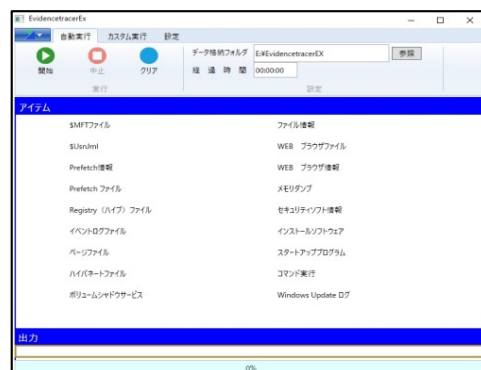 EvidencetracerEx
自動実行 カスタム実行 設定
開始 中止 クリア
データ格納フォルダ E:¥EvidencetracerEX 参照
経過時間 00:00:00
実行 設定
アイテム
$MFTファイル ファイル情報
$UsnJrnl WEB ブラウザファイル
Prefetch情報 WEB ブラウザ情報
Prefetch ファイル メモリダンプ
Registry（ハイブ）ファイル セキュリティソフト情報
イベントログファイル インストールソフトウェア
ページファイル スタートアッププログラム
ハイバネートファイル コマンド実行
ボリュームシャドウサービス Windows Update ログ
出力
0%